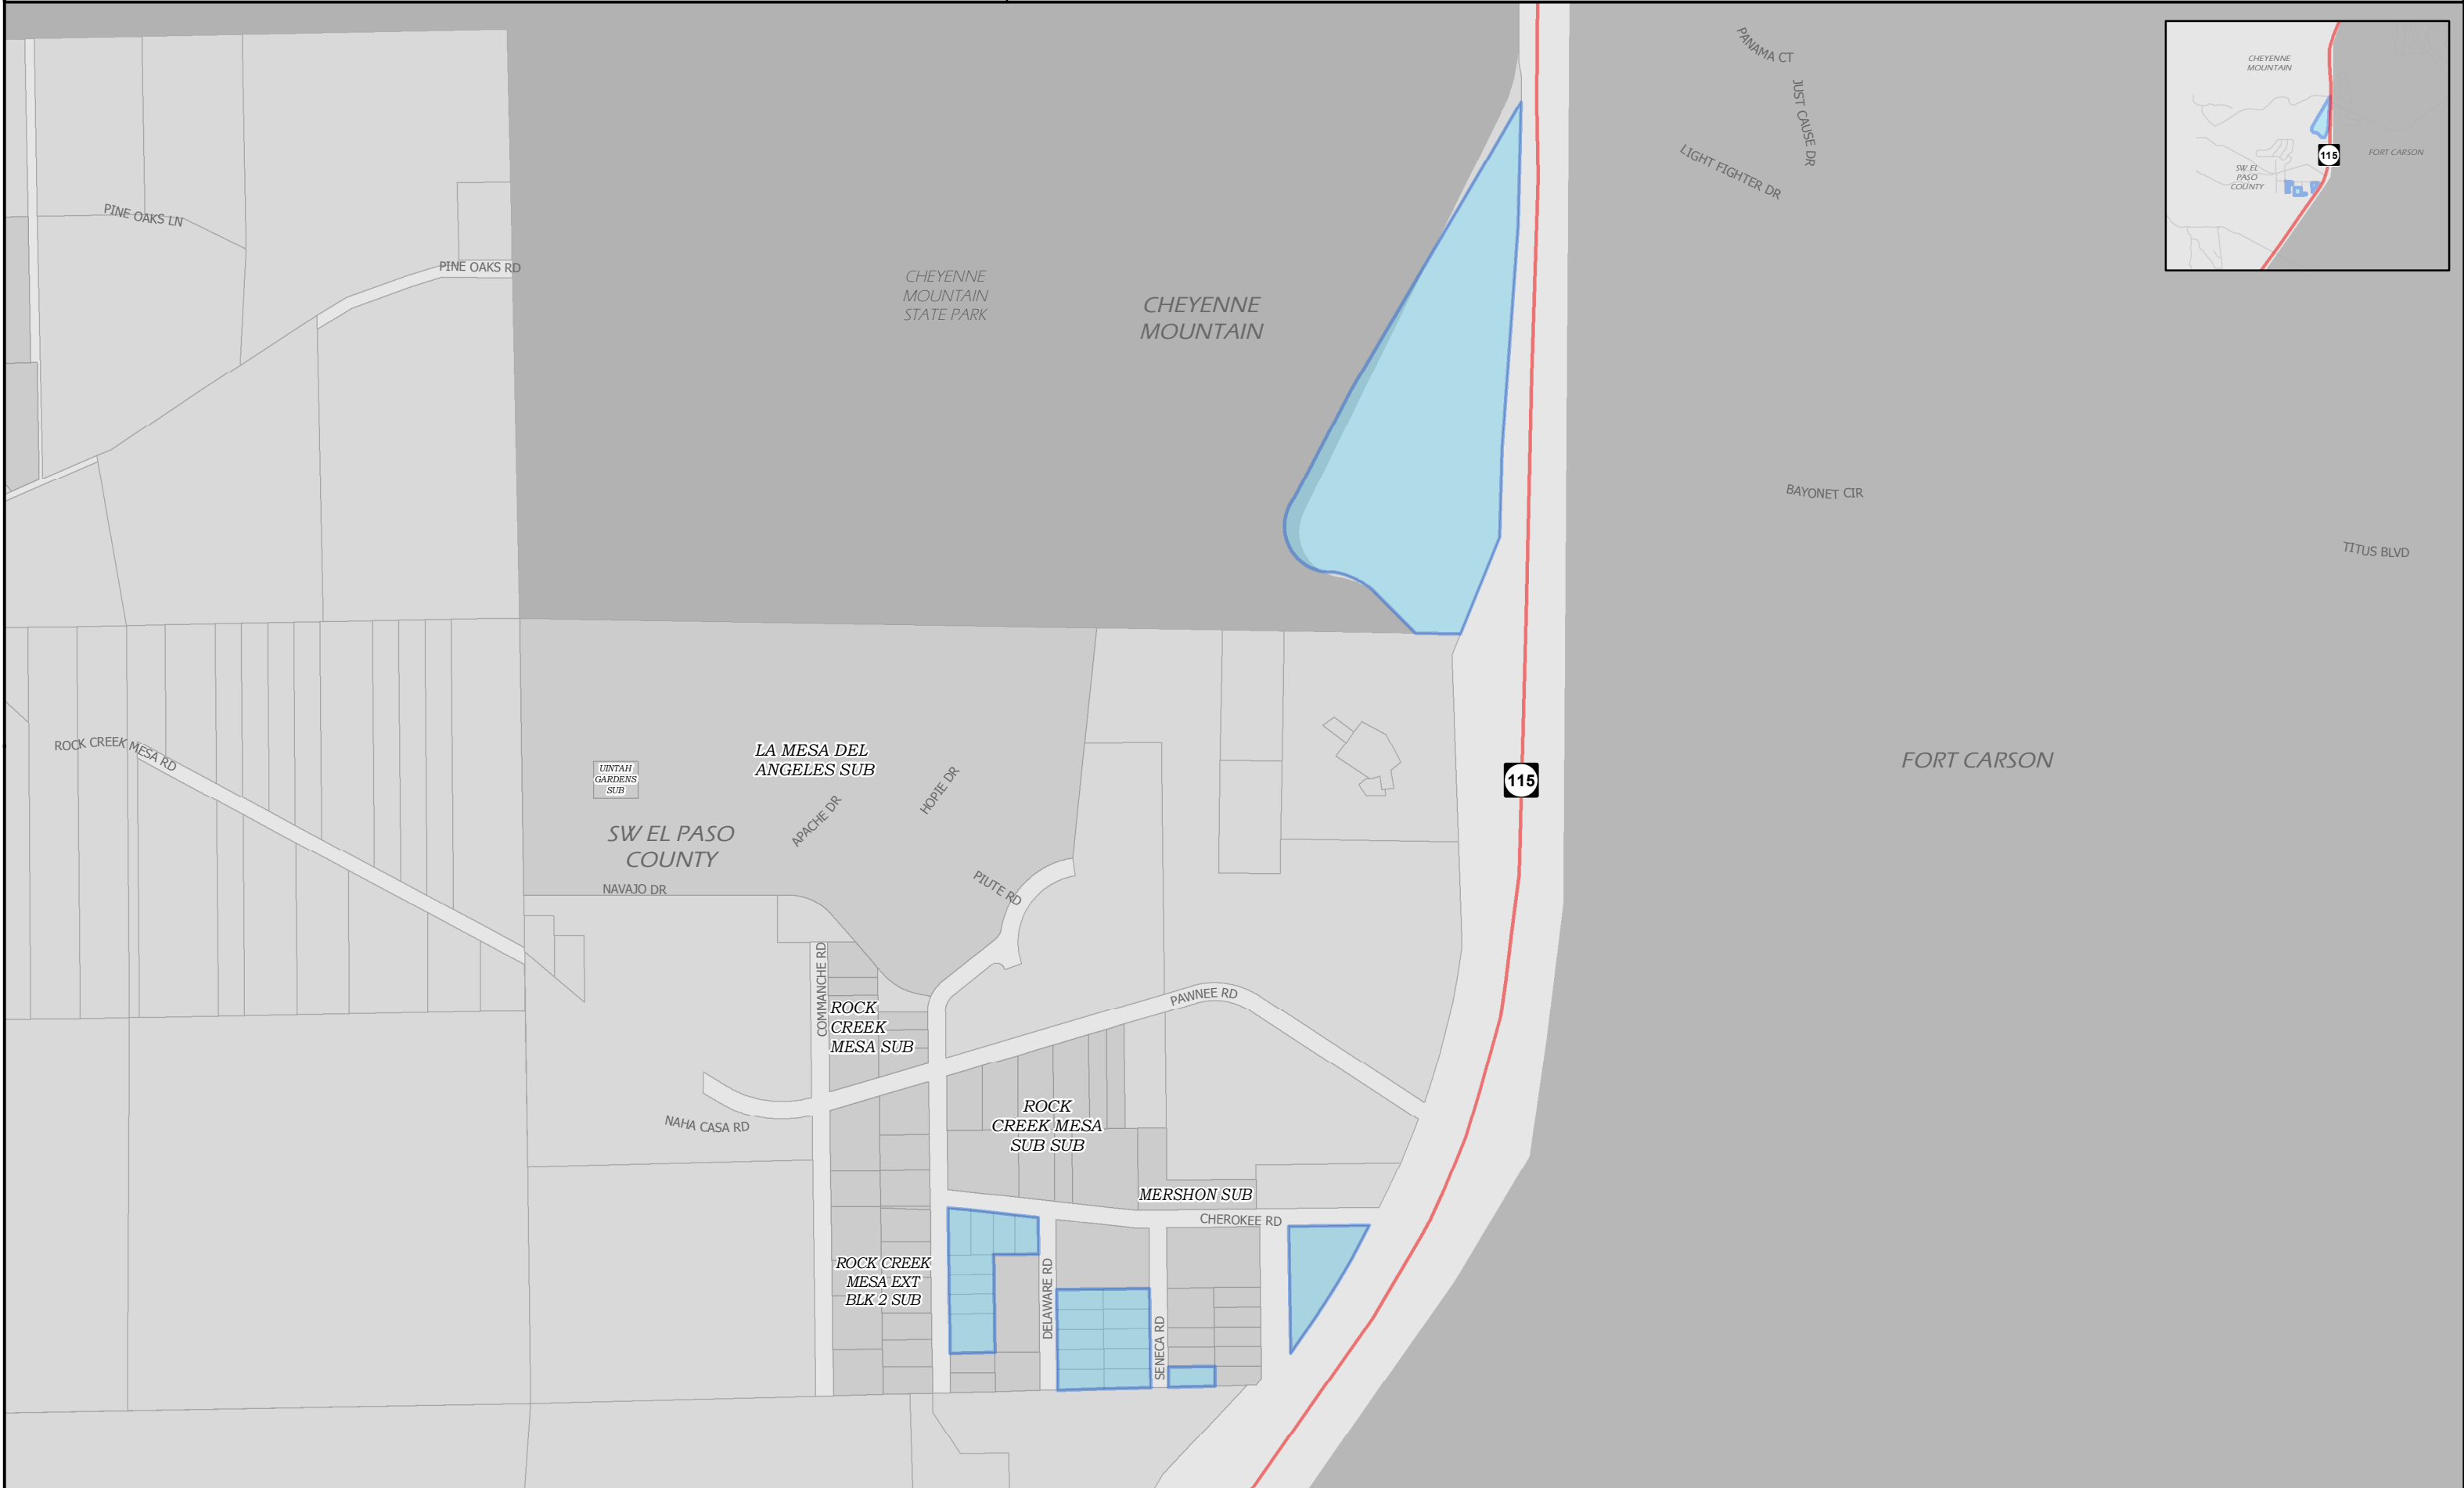 PANAMA CT
JUST CAUSE DR
LIGHT FIGHTER DR
CHEYENNE
MOUNTAIN
115
FORT CARSON
SW EL
PASO
COUNTY
PINE OAKS LN
PINE OAKS RD
CHEYENNE
MOUNTAIN
STATE PARK
CHEYENNE
MOUNTAIN
BAYONET CIR
TITUS BLVD
ROCK CREEK MESA RD
UINTAH
GARDENS
SUB
LA MESA DEL
ANGELES SUB
HOPIE DR
APACHE DR
115
FORT CARSON
SW EL PASO
COUNTY
NAVAJO DR
PIUTE RD
COMMANCHE RD
ROCK
CREEK
MESA SUB
PAWNEE RD
NAHA CASA RD
ROCK
CREEK MESA
SUB SUB
MERSHON SUB
CHEROKEE RD
ROCK CREEK
MESA EXT
BLK 2 SUB
DELAWARE RD
SENECA RD